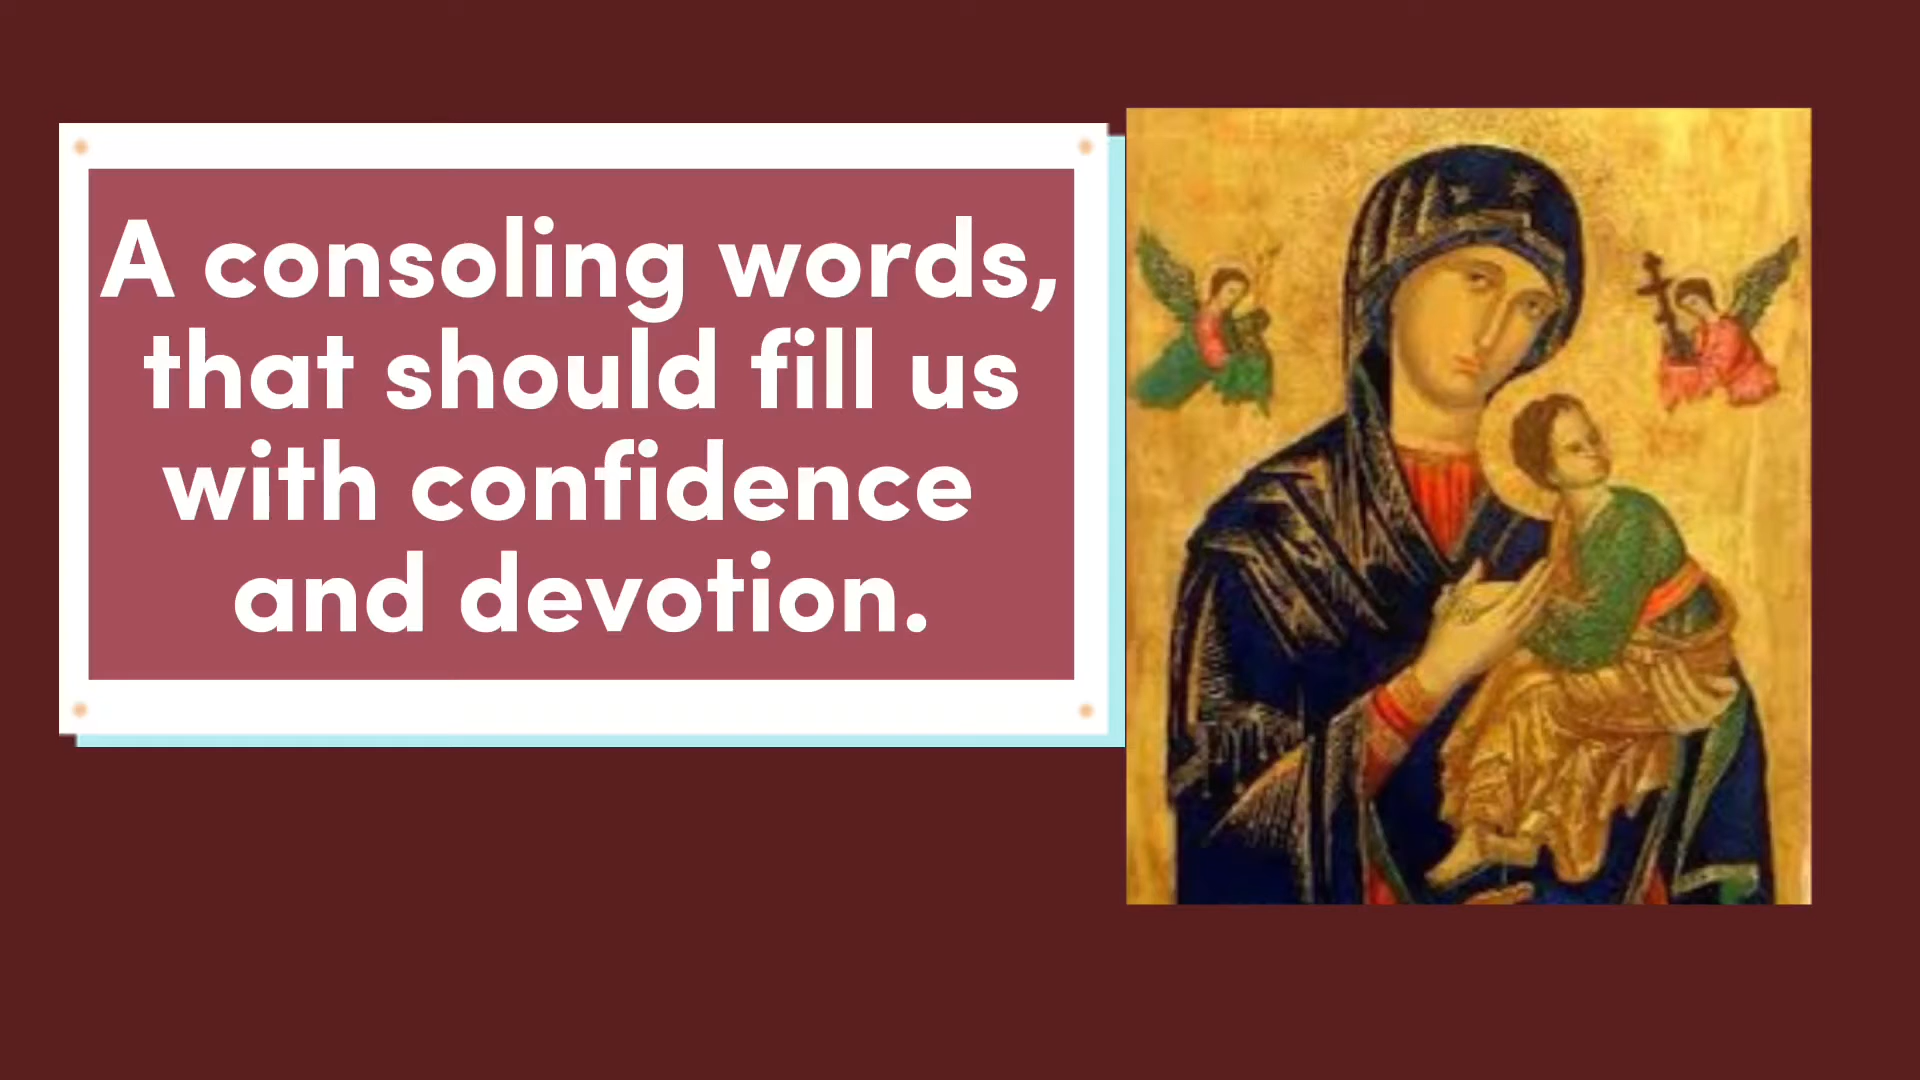 A consoling words,
that should fill us
with confidence
and devotion.